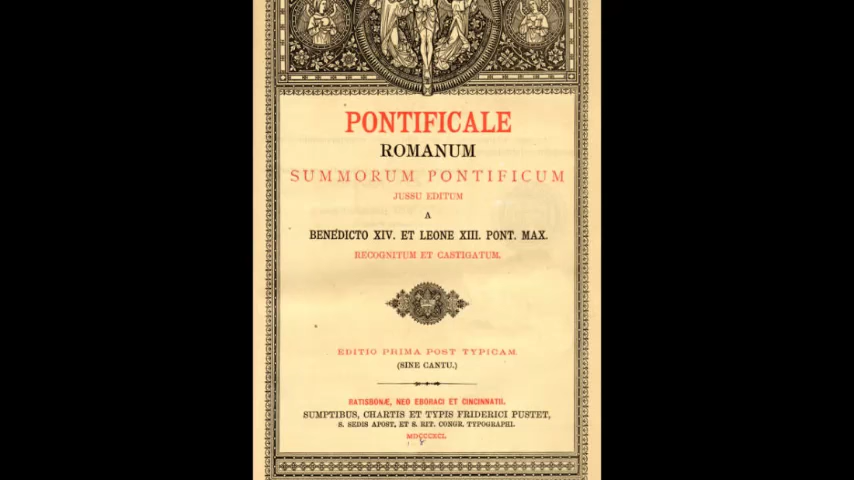 PONTIFICALE
ROMANUM
SUMMORUM PONTIFICUM
JUSSU EDITUM
A
BENEDICTO XIV. ET LEONE XIII. PONT. MAX.
RECOGNITUM ET CASTIGATUM.
EDITIO PRIMA POST TYPICAM.
(SINE CANTU.)
RATISBONÆ, NEO EBORACI ET CINCINNATII.
SUMPTIBUS, CHARTIS ET TYPIS FRIDERICI PUSTET,
S. SEDIS APOST. ET S. RIT. CONGR. TYPOGRAPHI.
MDCCCXCI.